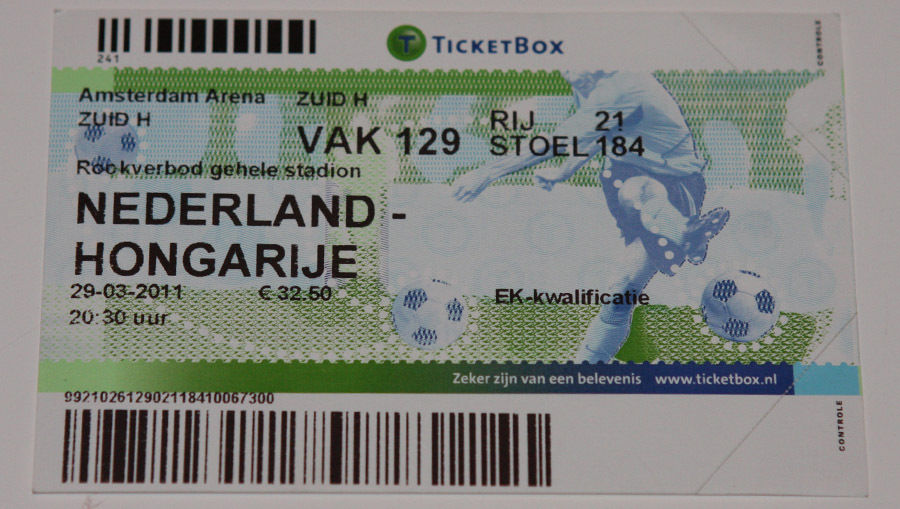 241
T TICKETBOX
CONTROLE
Amsterdam Arena ZUID H
ZUID H
VAK 129
RIJ 21
STOEL 184
Rookverbod gehele stadion
NEDERLAND -
HONGARIJE
29-03-2011 € 32.50 EK-kwalificatie
20:30 uur
Zeker zijn van een belevenis www.ticketbox.nl
992102612902118410067300
CONTROLE